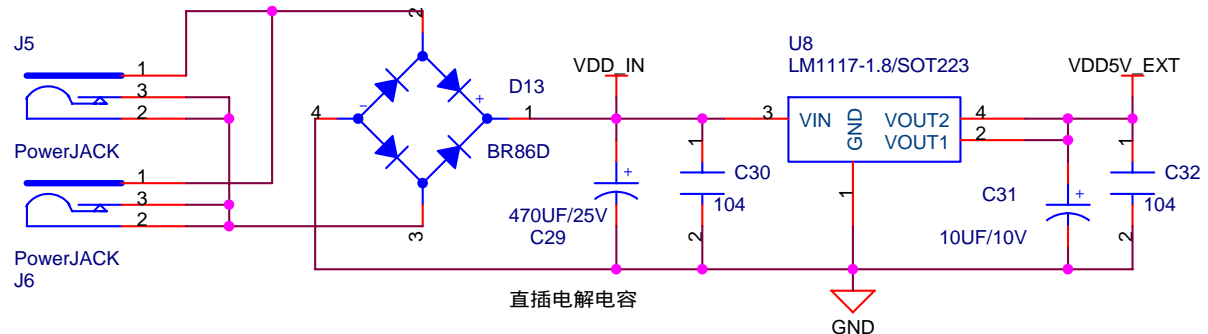 J5
1
3
2
PowerJACK
1
3
2
PowerJACK
J6
2
D13
4
-
+
1
BR86D
3
VDD_IN
+
470UF/25V
C29
1
C30
104
2
直插电解电容
U8
LM1117-1.8/SOT223
3
VIN
GND
VOUT2
VOUT1
4
2
1
GND
VDD5V_EXT
C31
+
10UF/10V
1
C32
104
2